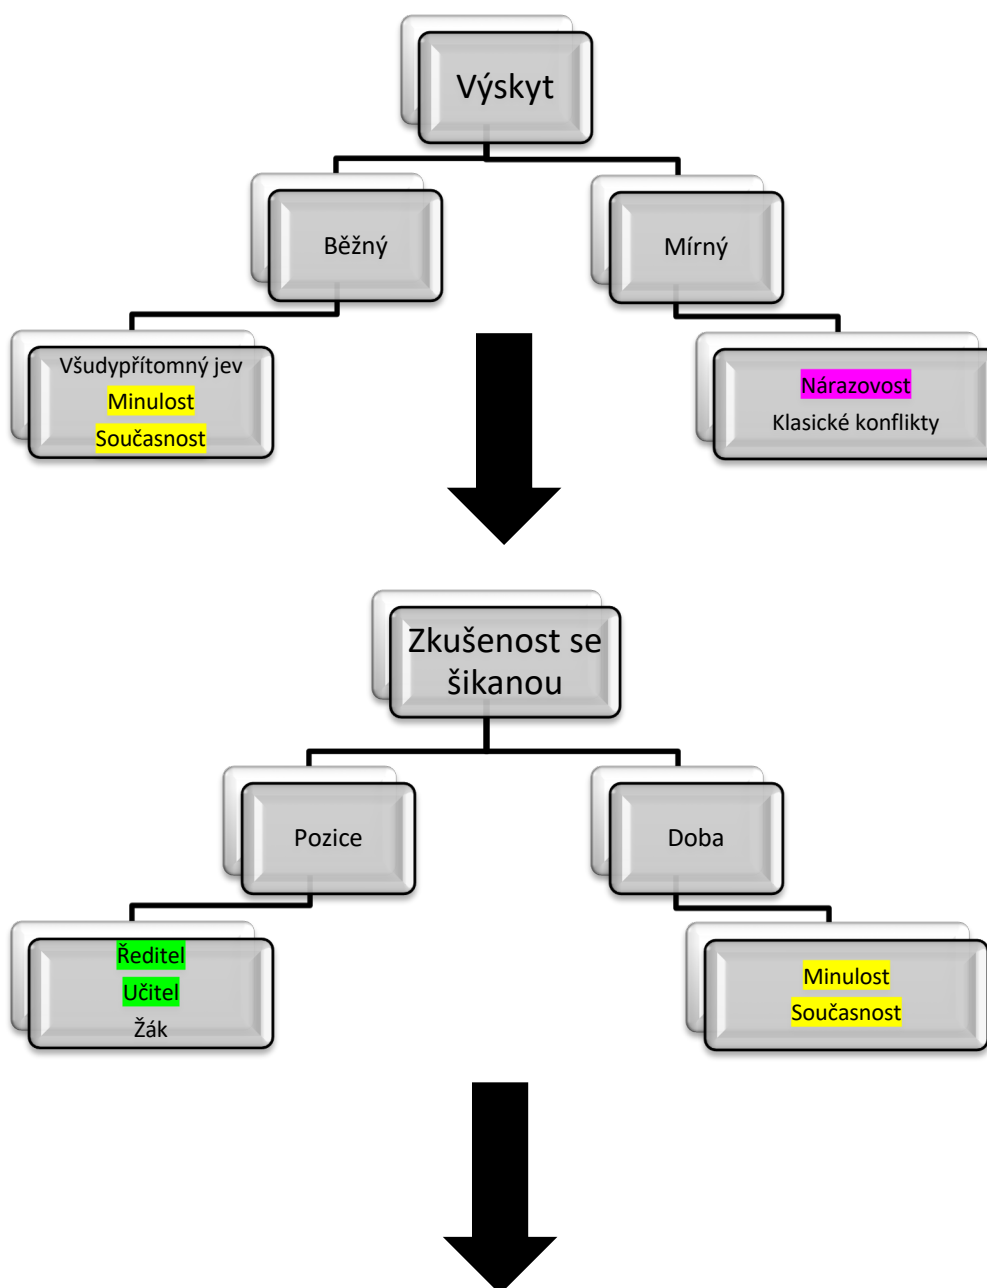 Výskyt
Běžný
Mírný
Všudypřítomný jev
Minulost
Současnost
Nárazovost
Klasické konflikty
Zkušenost se
šikanou
Pozice
Doba
Ředitel
Učitel
Žák
Minulost
Současnost